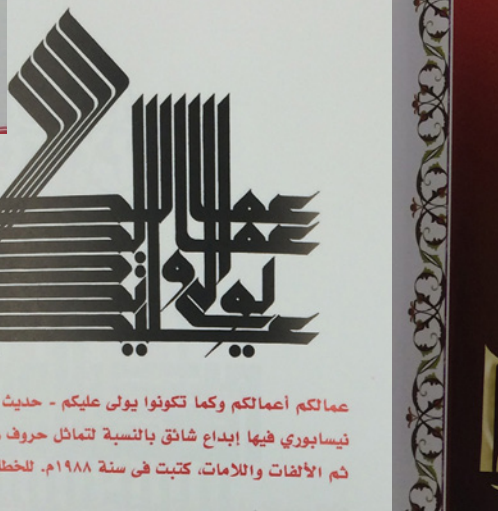 عمالكم أعمالكم وكما تكونوا يولى عليكم - حديث
نيسابوري فيها إبداع شائق بالنسبة لتماثل حروف
ثم الألفات واللامات، كتبت في سنة ١٩٨٨م. للخطا